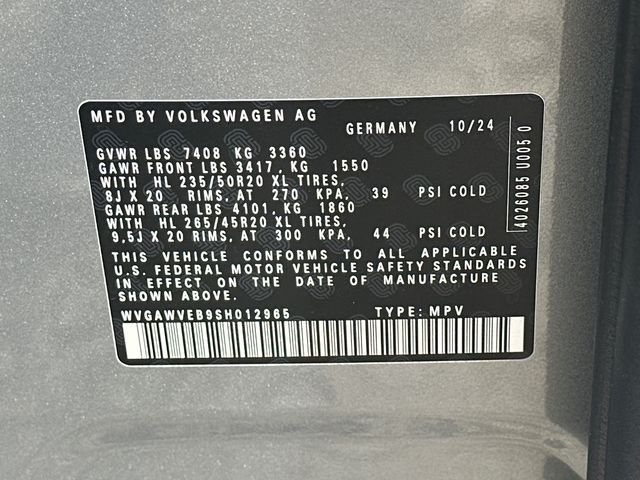 MFD BY VOLKSWAGEN AG
GERMANY 10/24
GVWR LBS 7408 KG 3360
GAWR FRONT LBS 3417, KG 1550
WITH HL 235/50R20 XL TIRES,
8J X 20 RIMS, AT 270 KPA, 39 PSI COLD
GAWR REAR LBS 4101, KG 1860
WITH HL 265/45R20 XL TIRES,
9,5J X 20 RIMS, AT 300 KPA, 44 PSI COLD
THIS VEHICLE CONFORMS TO ALL APPLICABLE
U.S. FEDERAL MOTOR VEHICLE SAFETY STANDARDS
IN EFFECT ON THE DATE OF MANUFACTURE
SHOWN ABOVE.
WVGAWVEB9SH012965 TYPE: MPV
4026085 U005 0